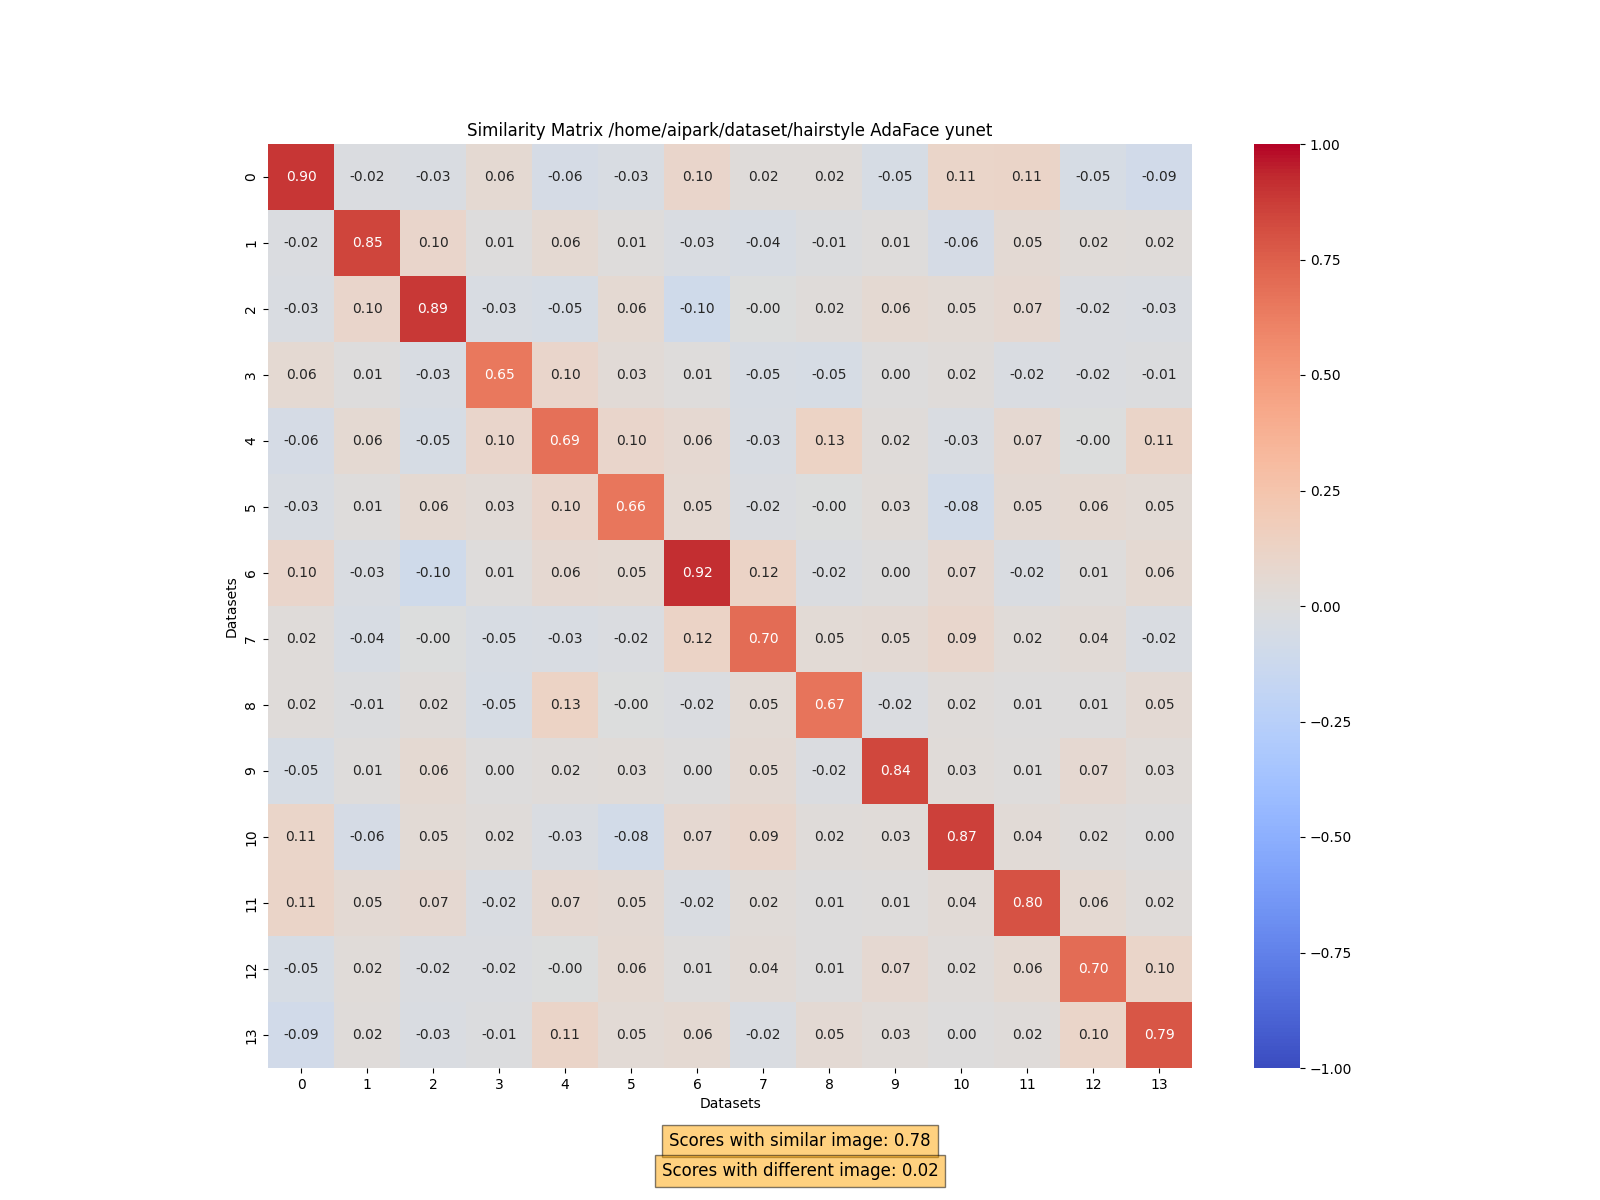 Similarity Matrix /home/aipark/dataset/hairstyle AdaFace yunet
0 0.90 -0.02 -0.03 0.06 -0.06 -0.03 0.10 0.02 0.02 -0.05 0.11 0.11 -0.05 -0.09
1 -0.02 0.85 0.10 0.01 0.06 0.01 -0.03 -0.04 -0.01 0.01 -0.06 0.05 0.02 0.02
2 -0.03 0.10 0.89 -0.03 -0.05 0.06 -0.10 -0.00 0.02 0.06 0.05 0.07 -0.02 -0.03
3 0.06 0.01 -0.03 0.65 0.10 0.03 0.01 -0.05 -0.05 0.00 0.02 -0.02 -0.02 -0.01
4 -0.06 0.06 -0.05 0.10 0.69 0.10 0.06 -0.03 0.13 0.02 -0.03 0.07 -0.00 0.11
5 -0.03 0.01 0.06 0.03 0.10 0.66 0.05 -0.02 -0.00 0.03 -0.08 0.05 0.06 0.05
6 0.10 -0.03 -0.10 0.01 0.06 0.05 0.92 0.12 -0.02 0.00 0.07 -0.02 0.01 0.06
7 0.02 -0.04 -0.00 -0.05 -0.03 -0.02 0.12 0.70 0.05 0.05 0.09 0.02 0.04 -0.02
8 0.02 -0.01 0.02 -0.05 0.13 -0.00 -0.02 0.05 0.67 -0.02 0.02 0.01 0.01 0.05
9 -0.05 0.01 0.06 0.00 0.02 0.03 0.00 0.05 -0.02 0.84 0.03 0.01 0.07 0.03
10 0.11 -0.06 0.05 0.02 -0.03 -0.08 0.07 0.09 0.02 0.03 0.87 0.04 0.02 0.00
11 0.11 0.05 0.07 -0.02 0.07 0.05 -0.02 0.02 0.01 0.01 0.04 0.80 0.06 0.02
12 -0.05 0.02 -0.02 -0.02 -0.00 0.06 0.01 0.04 0.01 0.07 0.02 0.06 0.70 0.10
13 -0.09 0.02 -0.03 -0.01 0.11 0.05 0.06 -0.02 0.05 0.03 0.00 0.02 0.10 0.79
0 1 2 3 4 5 6 7 8 9 10 11 12 13
Datasets
Datasets
1.00
0.75
0.50
0.25
0.00
−0.25
−0.50
−0.75
−1.00
Scores with similar image: 0.78
Scores with different image: 0.02